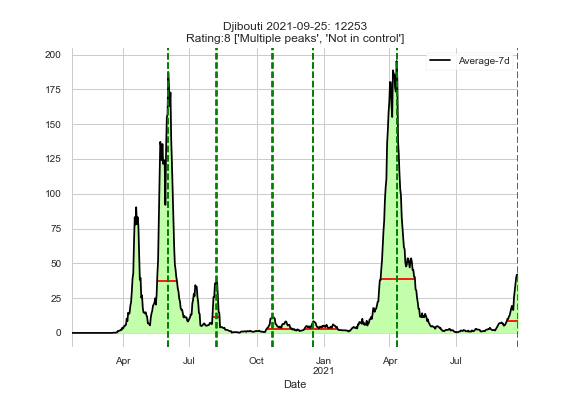 Djibouti 2021-09-25: 12253
Rating:8 ['Multiple peaks', 'Not in control']
Average-7d
200
175
150
125
100
75
50
25
0
Apr Jul Oct Jan Apr Jul
2021
Date